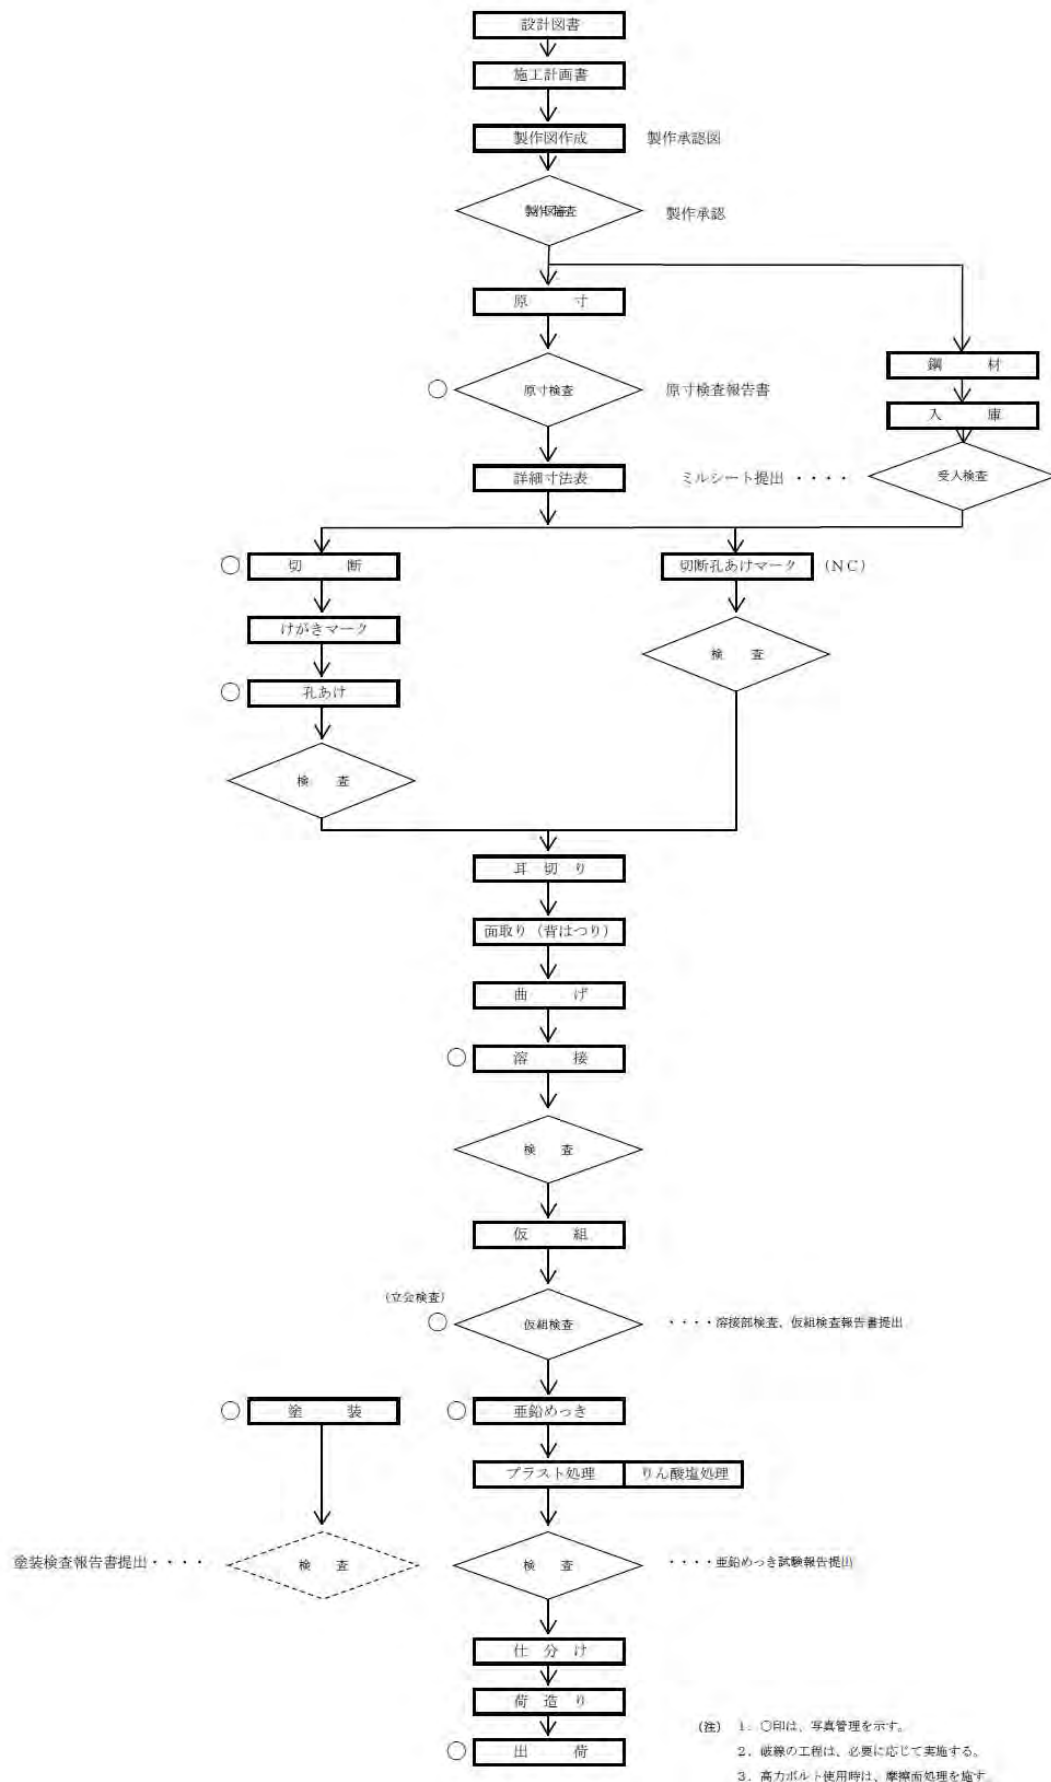 設計図書
施工計画書
製作図作成 製作承認図
製作承認
原 寸
鋼 材
○ 原寸検査 原寸検査報告書
入 庫
詳細寸法表 ミルシート提出 ・・・・ 受入検査
○ 切 断
切断孔あけマーク (NC)
けがきマーク
検 査
○ 孔あけ
検 査
耳 切 り
面取り（背はつり）
曲 げ
○ 溶 接
検 査
仮 組
(立会検査)
○ 仮組検査 ・・・・溶接部検査、仮組検査報告書提出
○ 塗 装 ○ 亜鉛めっき
ブラスト処理 りん酸塩処理
塗装検査報告書提出・・・・ 検 査 検 査 ・・・・亜鉛めっき試験報告提出
仕 分 け
荷 造 り
○ 出 荷
(注) 1. ○印は、写真管理を示す。
2. 破線の工程は、必要に応じて実施する。
3. 高力ボルト使用時は、摩擦面処理を施す。